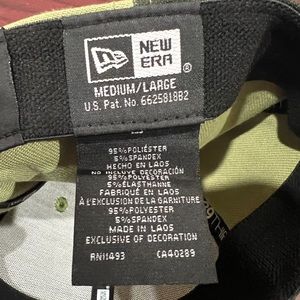 NEW
ERA
®
MEDIUM/LARGE
U.S. Pat. No. 6625818B2
95%POLIÉSTER
5%SPANDEX
HECHO EN LAOS
NO INCLUYE DECORACIÓN
95%POLYESTER
5%ÉLASTHANNE
FABRIQUÉ EN LAOS
À L'EXCLUSION DE LA GARNITURE
95%POLYESTER
5%SPANDEX
MADE IN LAOS
EXCLUSIVE OF DECORATION
RN11493 CA40289